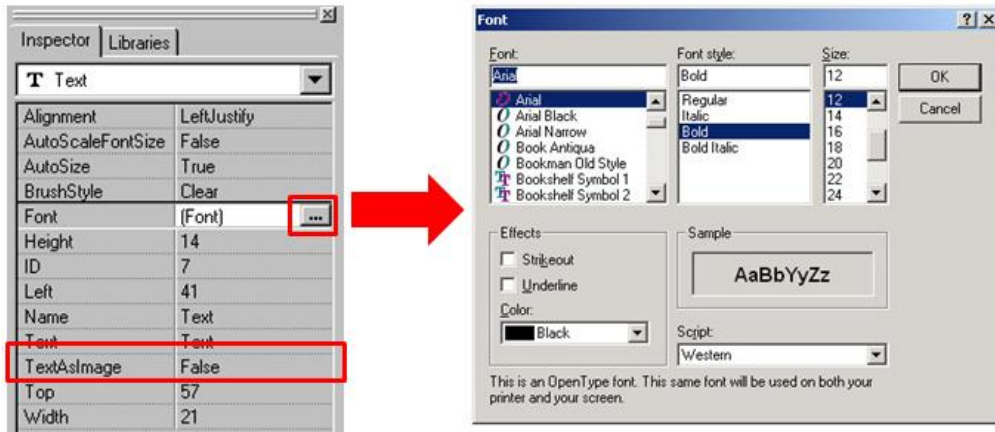 Inspector Libraries
T Text
Alignment LeftJustify
AutoScaleFontSize False
AutoSize True
BrushStyle Clear
Font (Font) ...
Height 14
ID 7
Left 41
Name Text
Text Text
TextAsImage False
Top 57
Width 21
Font
Font:
Arial
Arial
Arial Black
Arial Narrow
Book Antiqua
Bookman Old Style
Bookshelf Symbol 1
Bookshelf Symbol 2
Font style:
Bold
Regular
Italic
Bold
Bold Italic
Size:
12
12
14
16
18
20
22
24
OK
Cancel
Effects
Strikeout
Underline
Color:
Black
Sample
AaBbYyZz
Script:
Western
This is an OpenType font. This same font will be used on both your
printer and your screen.